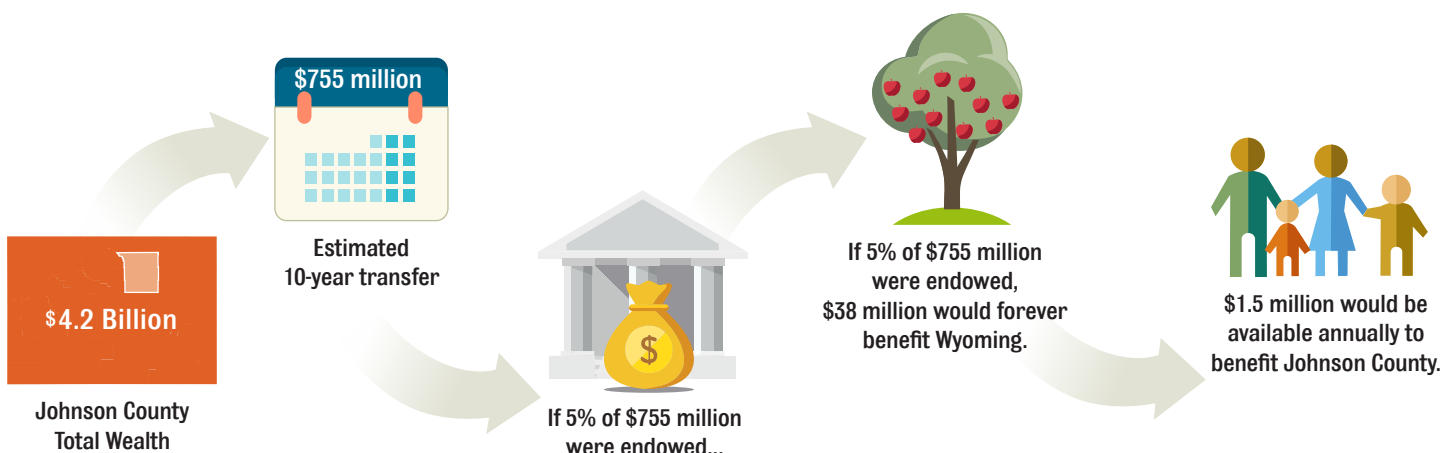 $4.2 Billion
Johnson County
Total Wealth
$755 million
Estimated
10-year transfer
$
If 5% of $755 million
were endowed...
If 5% of $755 million
were endowed,
$38 million would forever
benefit Wyoming.
$1.5 million would be
available annually to
benefit Johnson County.